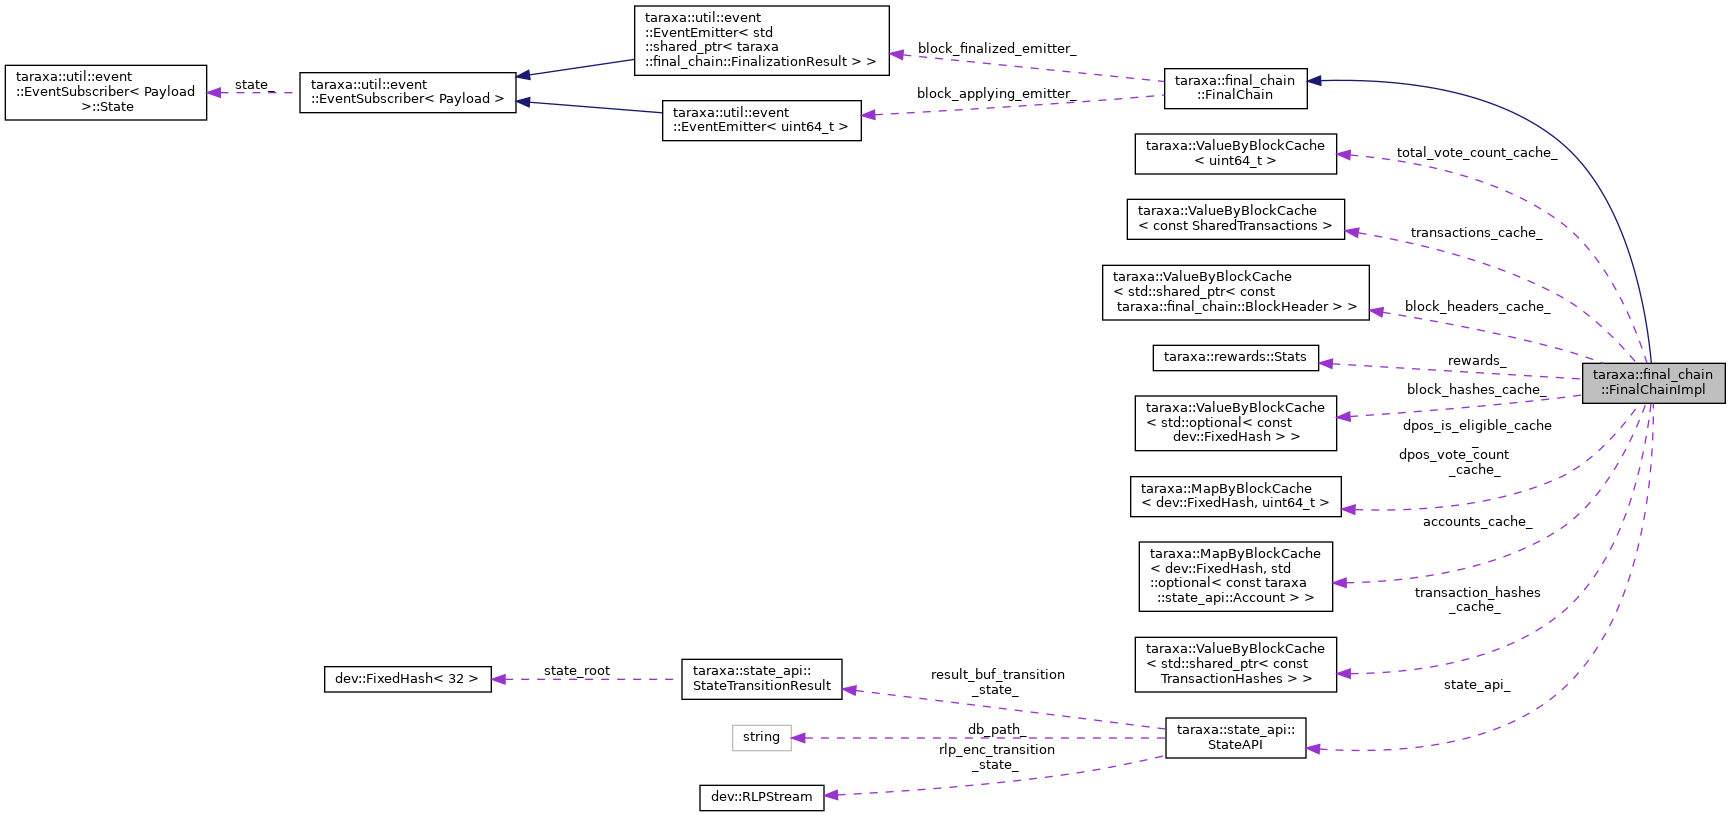 taraxa::util::event
::EventSubscriber< Payload
>::State
state_
taraxa::util::event
::EventSubscriber< Payload >
taraxa::util::event
::EventEmitter< std
::shared_ptr< taraxa
::final_chain::FinalizationResult > >
taraxa::util::event
::EventEmitter< uint64_t >
block_finalized_emitter_
block_applying_emitter_
taraxa::final_chain
::FinalChain
taraxa::ValueByBlockCache
< uint64_t >
total_vote_count_cache_
taraxa::ValueByBlockCache
< const SharedTransactions >
transactions_cache_
taraxa::ValueByBlockCache
< std::shared_ptr< const
taraxa::final_chain::BlockHeader > >
block_headers_cache_
taraxa::rewards::Stats
rewards_
taraxa::final_chain
::FinalChainImpl
taraxa::ValueByBlockCache
< std::optional< const
dev::FixedHash > >
block_hashes_cache_
dpos_is_eligible_cache
_
dpos_vote_count
_cache_
taraxa::MapByBlockCache
< dev::FixedHash, uint64_t >
accounts_cache_
taraxa::MapByBlockCache
< dev::FixedHash, std
::optional< const taraxa
::state_api::Account > >
transaction_hashes
_cache_
taraxa::ValueByBlockCache
< std::shared_ptr< const
TransactionHashes > >
state_api_
dev::FixedHash< 32 >
state_root
taraxa::state_api::
StateTransitionResult
result_buf_transition
_state_
string
db_path_
taraxa::state_api::
StateAPI
rlp_enc_transition
_state_
dev::RLPStream